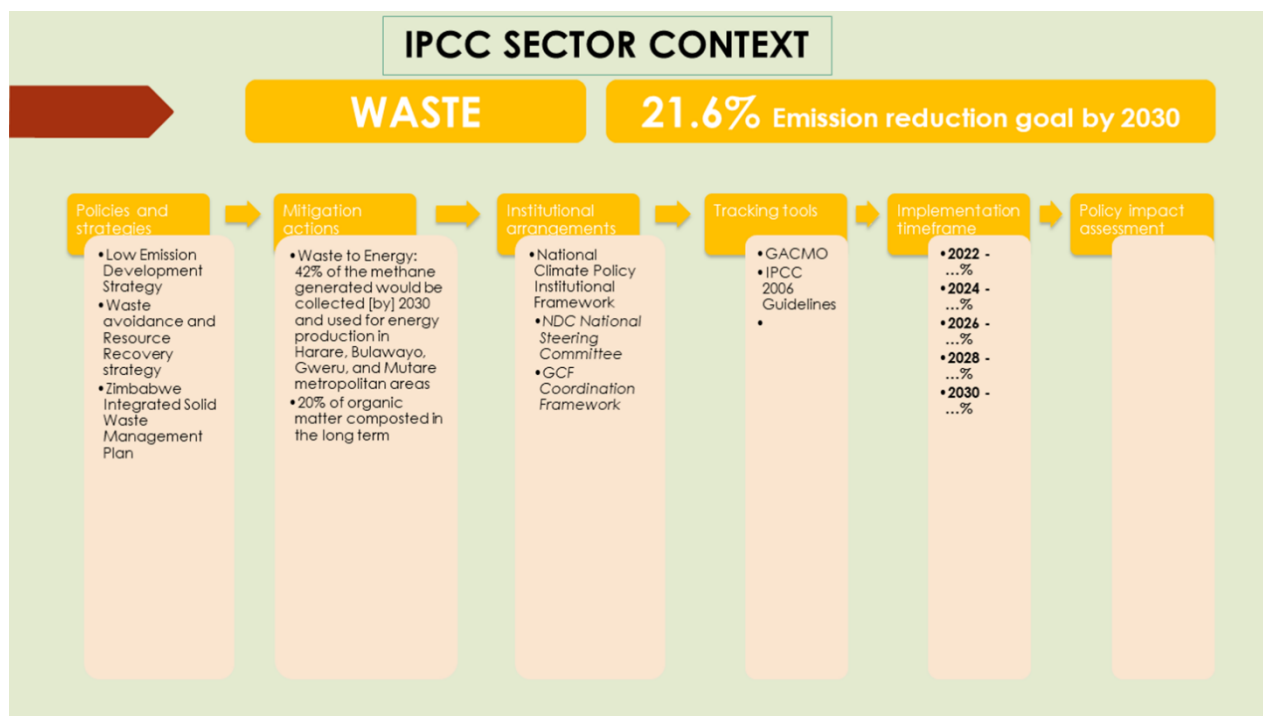 IPCC SECTOR CONTEXT
WASTE
21.6% Emission reduction goal by 2030
Policies and
strategies
•Low Emission
Development
Strategy
•Waste
avoidance and
Resource
Recovery
strategy
•Zimbabwe
Integrated Solid
Waste
Management
Plan
Mitigation
actions
•Waste to Energy:
42% of the methane
generated would be
collected [by] 2030
and used for energy
production in
Harare, Bulawayo,
Gweru, and Mutare
metropolitan areas
•20% of organic
matter composted in
the long term
Institutional
arrangements
•National
Climate Policy
Institutional
Framework
•NDC National
Steering
Committee
•GCF
Coordination
Framework
Tracking tools
•GACMO
•IPCC
2006
Guidelines
•
Implementation
timeframe
•2022 -
...%
•2024 -
...%
•2026 -
...%
•2028 -
...%
•2030 -
...%
Policy impact
assessment